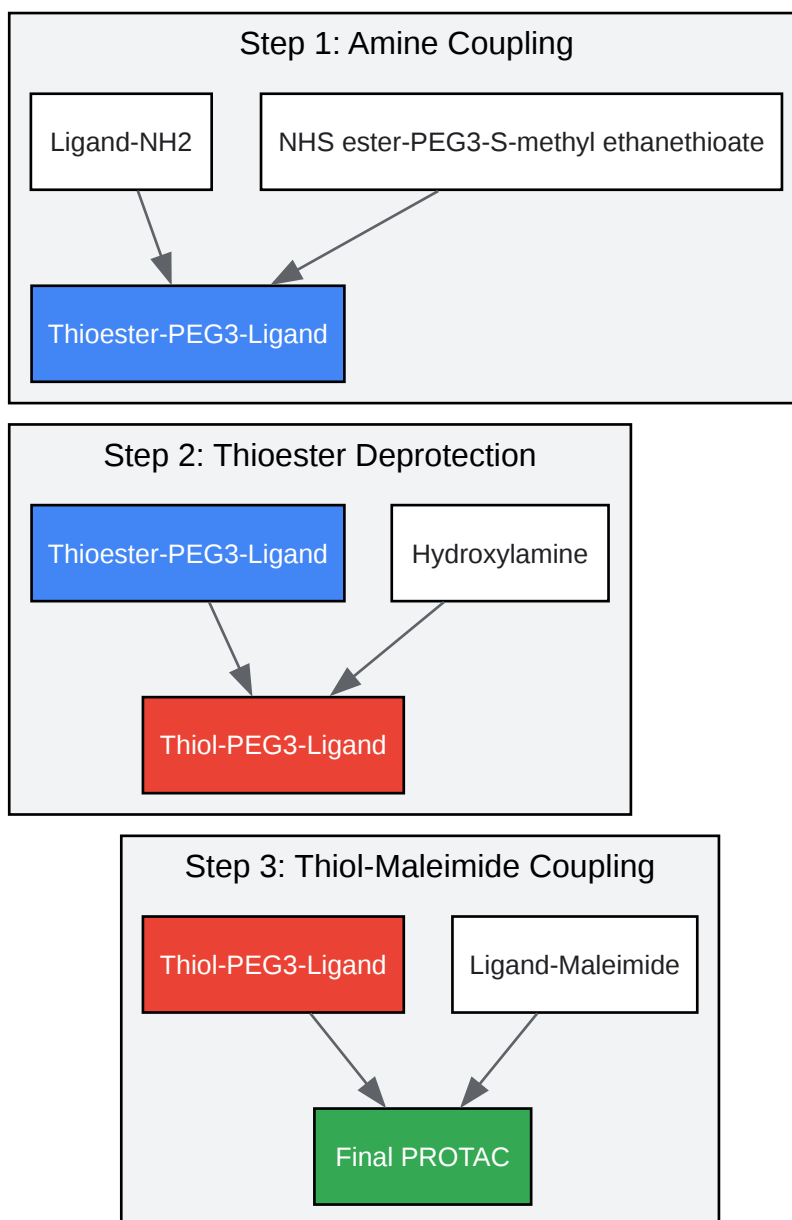 Step 1: Amine Coupling
Ligand-NH2
NHS ester-PEG3-S-methyl ethanethioate
Thioester-PEG3-Ligand
Step 2: Thioester Deprotection
Thioester-PEG3-Ligand
Hydroxylamine
Thiol-PEG3-Ligand
Step 3: Thiol-Maleimide Coupling
Thiol-PEG3-Ligand
Ligand-Maleimide
Final PROTAC